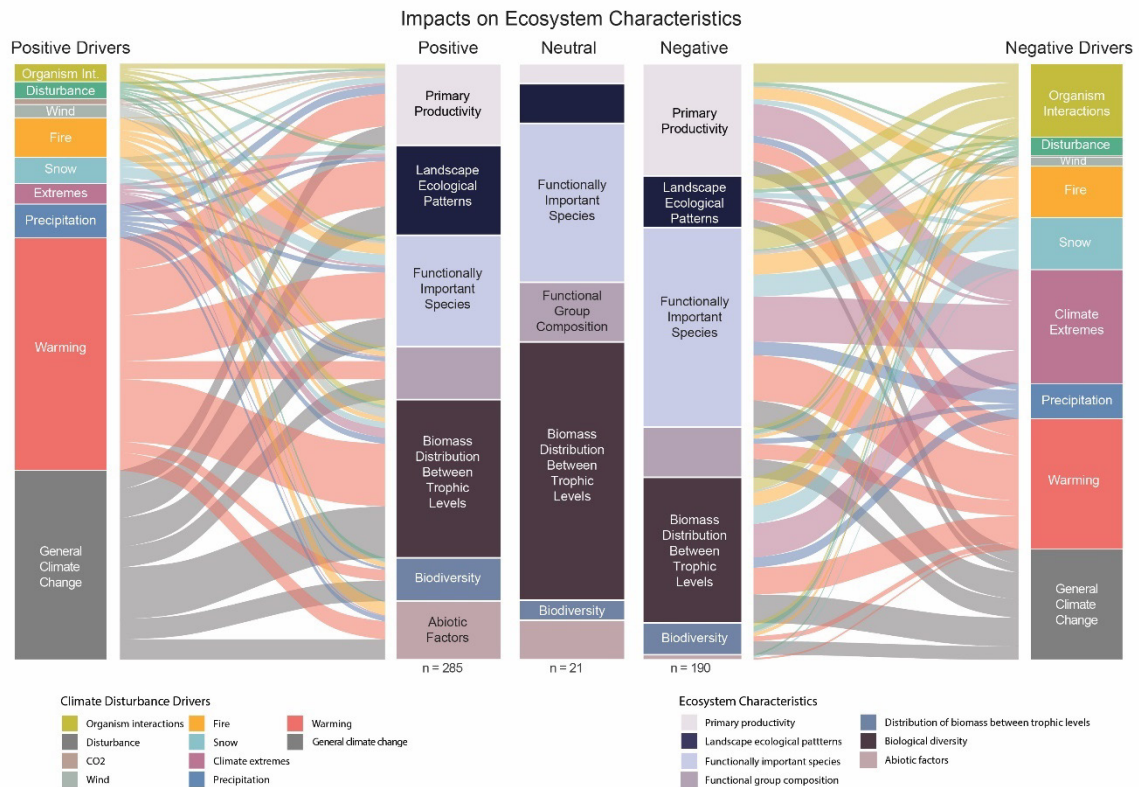 Impacts on Ecosystem Characteristics
Positive Drivers
Positive
Neutral
Negative
Negative Drivers
Organism Int.
Disturbance
Wind
Fire
Snow
Extremes
Precipitation
Warming
General
Climate
Change
Primary
Productivity
Landscape
Ecological
Patterns
Functionally
Important
Species
Biomass
Distribution
Between
Trophic
Levels
Biodiversity
Abiotic
Factors
n = 285
Functionally
Important
Species
Functional
Group
Composition
Biomass
Distribution
Between
Trophic
Levels
Biodiversity
n = 21
Primary
Productivity
Landscape
Ecological
Patterns
Functionally
Important
Species
Biomass
Distribution
Between
Trophic
Levels
Biodiversity
n = 190
Organism
Interactions
Disturbance
Wind
Fire
Snow
Climate
Extremes
Precipitation
Warming
General
Climate
Change
Climate Disturbance Drivers
Organism interactions
Disturbance
CO2
Wind
Fire
Snow
Climate extremes
Precipitation
Warming
General climate change
Ecosystem Characteristics
Primary productivity
Landscape ecological pattterns
Functionally important species
Functional group composition
Distribution of biomass between trophic levels
Biological diversity
Abiotic factors